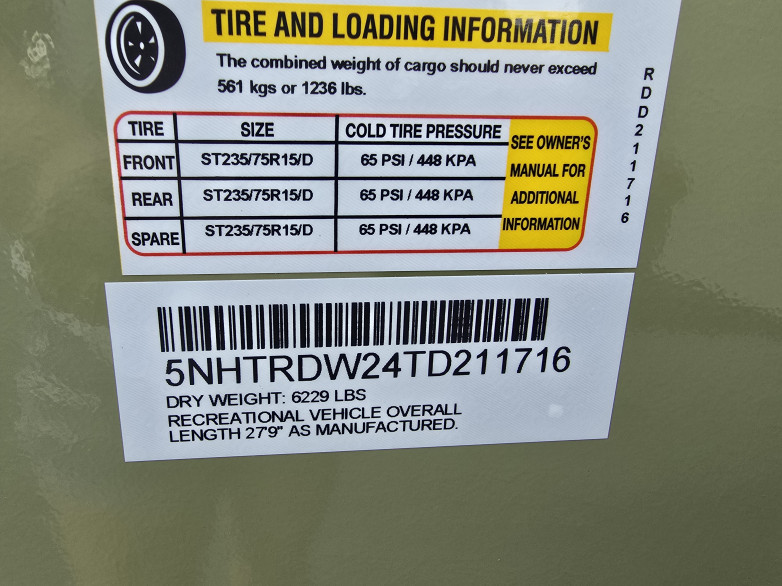 TIRE AND LOADING INFORMATION
The combined weight of cargo should never exceed
561 kgs or 1236 lbs.
TIRE SIZE COLD TIRE PRESSURE
FRONT ST235/75R15/D 65 PSI / 448 KPA
REAR ST235/75R15/D 65 PSI / 448 KPA
SPARE ST235/75R15/D 65 PSI / 448 KPA
SEE OWNER'S
MANUAL FOR
ADDITIONAL
INFORMATION
RDD211716
5NHTRDW24TD211716
DRY WEIGHT: 6229 LBS
RECREATIONAL VEHICLE OVERALL
LENGTH 27'9" AS MANUFACTURED.